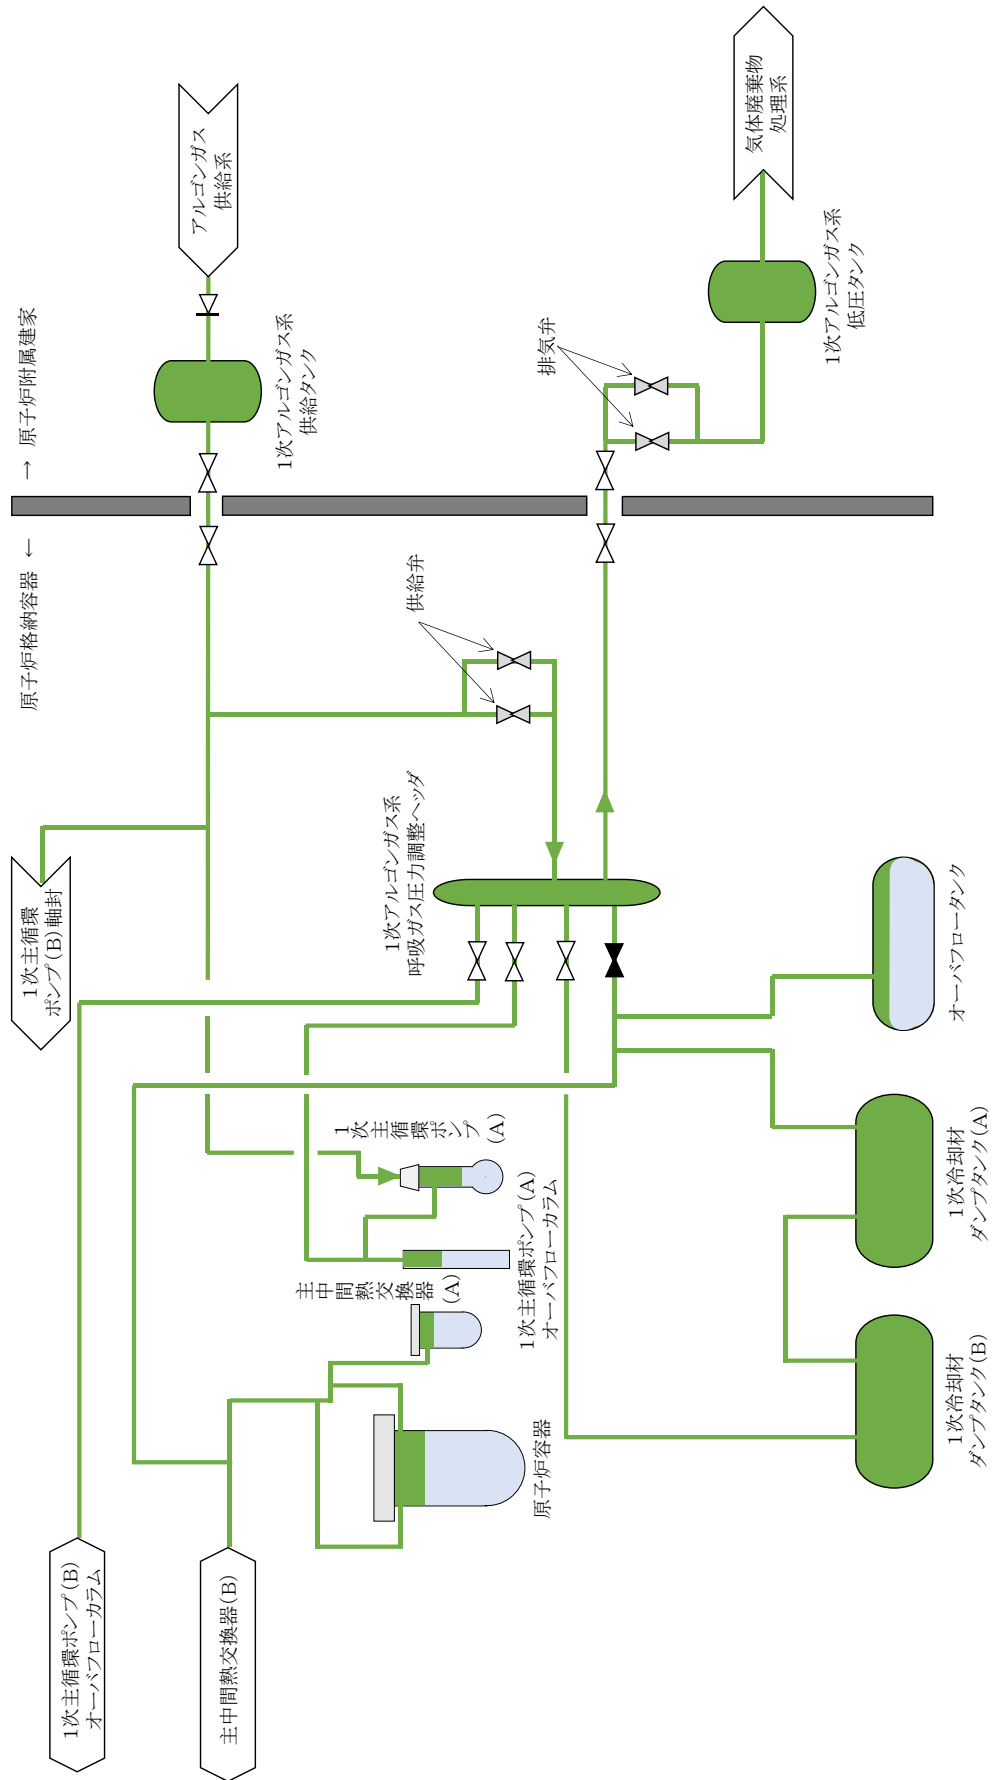 アルゴンガス
供給系
気体廃棄物
処理系
1次アルゴンガス系
低圧タンク
→ 原子炉附属建家
1次アルゴンガス系
供給タンク
排気弁
原子炉格納容器 ←
供給弁
1次アルゴンガス系
呼吸ガス圧力調整ヘッダ
1次主循環
ポンプ(B)軸封
オーバフロータンク
1次主循環ポンプ
(A)
1次冷却材
ダンプタンク(A)
1次主循環ポンプ(A)
オーバフローカラム
主中間熱交換器
(A)
1次冷却材
ダンプタンク(B)
原子炉容器
1次主循環ポンプ(B)
オーバフローカラム
主中間熱交換器(B)